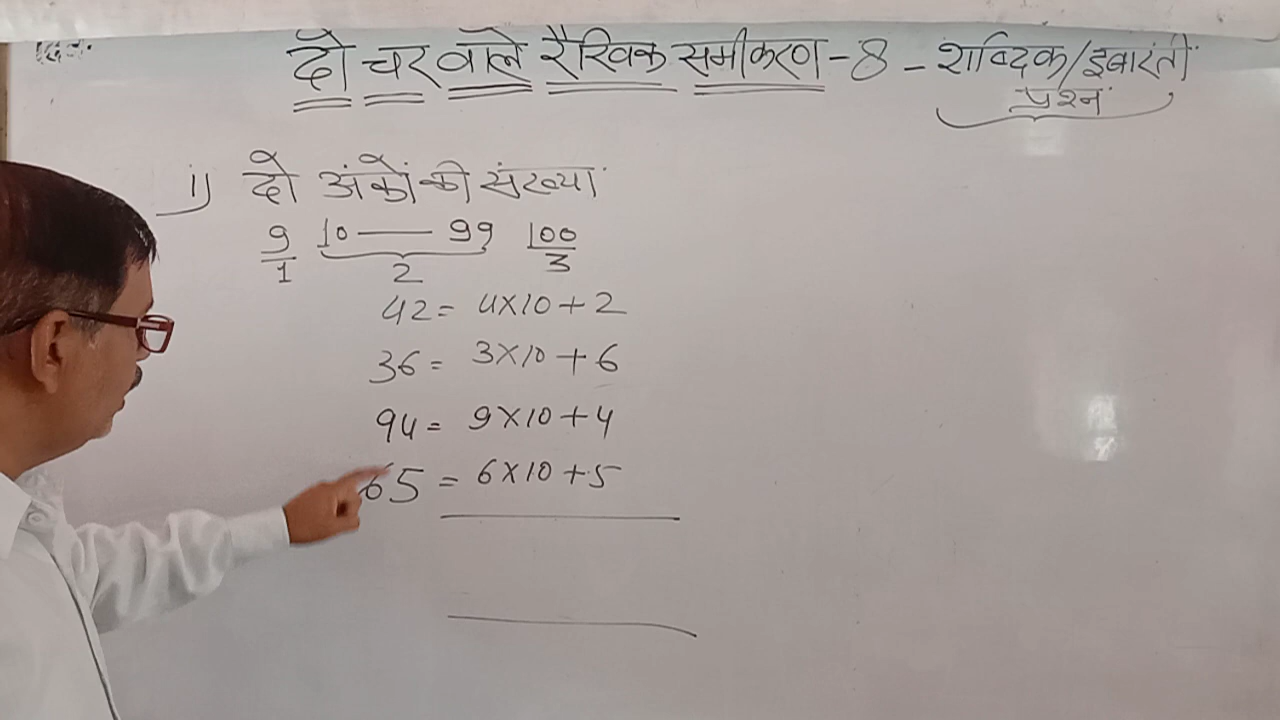 दो चर वाले रैखिक समीकरण - 8 - शाब्दिक/इबारती
प्रश्न
i) दो अंकों की संख्या
9 10 — 99 100
1 2 3
42 = 4×10+2
36 = 3×10+6
94 = 9×10+4
65 = 6×10+5